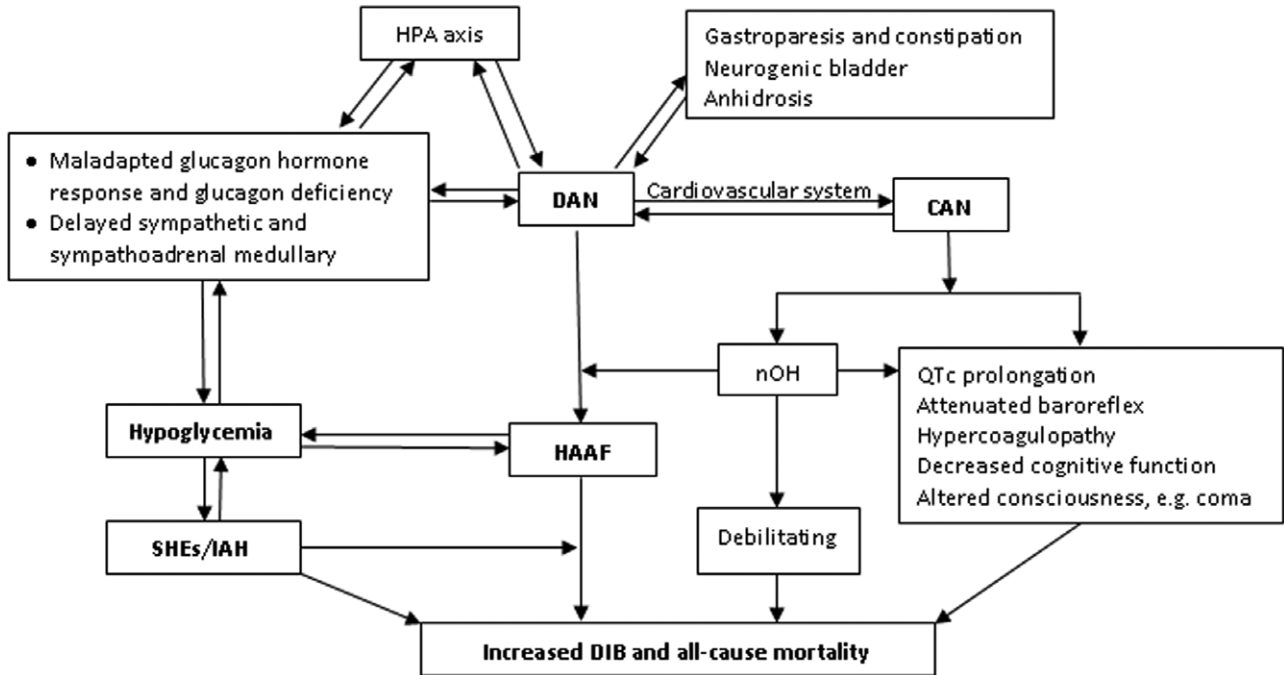 HPA axis
Gastroparesis and constipation
Neurogenic bladder
Anhidrosis
● Maladapted glucagon hormone
response and glucagon deficiency
● Delayed sympathetic and
sympathoadrenal medullary
DAN
Cardiovascular system
CAN
nOH
QTc prolongation
Attenuated baroreflex
Hypercoagulopathy
Decreased cognitive function
Altered consciousness, e.g. coma
Hypoglycemia
HAAF
SHEs/IAH
Debilitating
Increased DIB and all-cause mortality